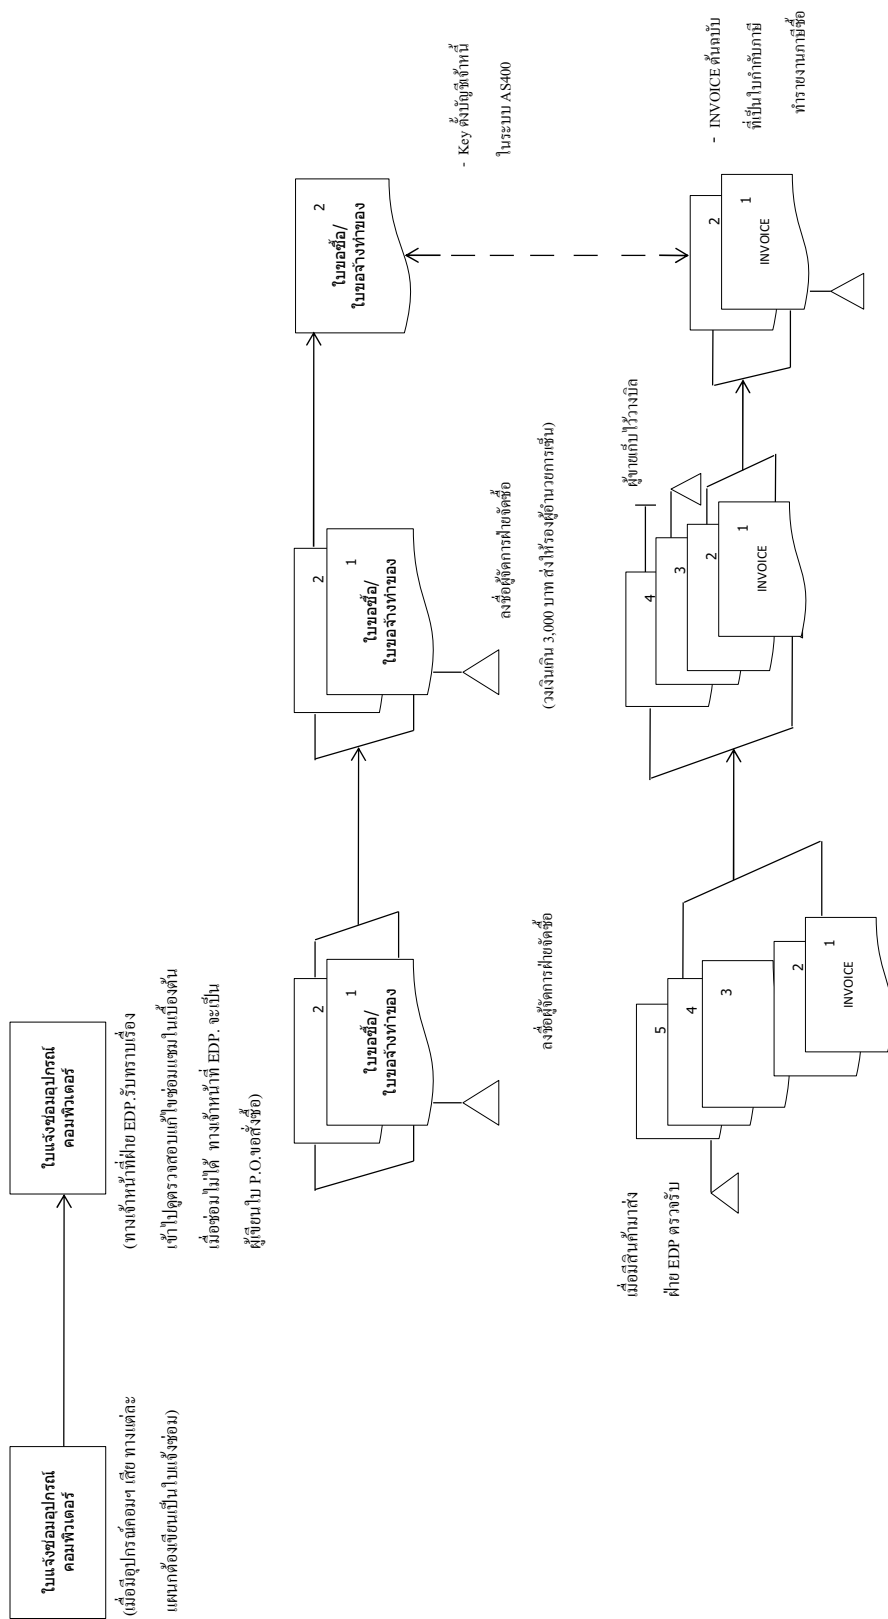 ใบแจ้งซ่อมอุปกรณ์
คอมพิวเตอร์
(เมื่อมีอุปกรณ์คอมฯ เสีย ทางแต่ละ
แผนกต้องเขียนเป็นใบแจ้งซ่อม)
ใบแจ้งซ่อมอุปกรณ์
คอมพิวเตอร์
(ทางเจ้าหน้าที่ฝ่าย EDP.รับทราบเรื่อง
เข้าไปดูตรวจสอบแก้ไขซ่อมแซมในเบื้องต้น
เมื่อซ่อมไม่ได้ ทางเจ้าหน้าที่ EDP. จะเป็น
ผู้เขียนใบ P.O.ขอสั่งซื้อ)
2
1
ใบขอซื้อ/
ใบขอจ้างทำของ
ลงชื่อผู้จัดการฝ่ายจัดซื้อ
2
1
ใบขอซื้อ/
ใบขอจ้างทำของ
ลงชื่อผู้จัดการฝ่ายจัดซื้อ
(วงเงินเกิน 3,000 บาท ส่งให้รองผู้อำนวยการเซ็น)
2
ใบขอซื้อ/
ใบขอจ้างทำของ
- Key ตั้งบัญชีเจ้าหนี้
ในระบบ AS400
เมื่อมีสินค้ามาส่ง
ฝ่าย EDP ตรวจรับ
5
4
3
2
1
INVOICE
ผู้ขายเก็บไว้วางบิล
4
3
2
1
INVOICE
2
1
INVOICE
- INVOICE ต้นฉบับ
ที่เป็นใบกำกับภาษี
ทำรายงานภาษีซื้อ